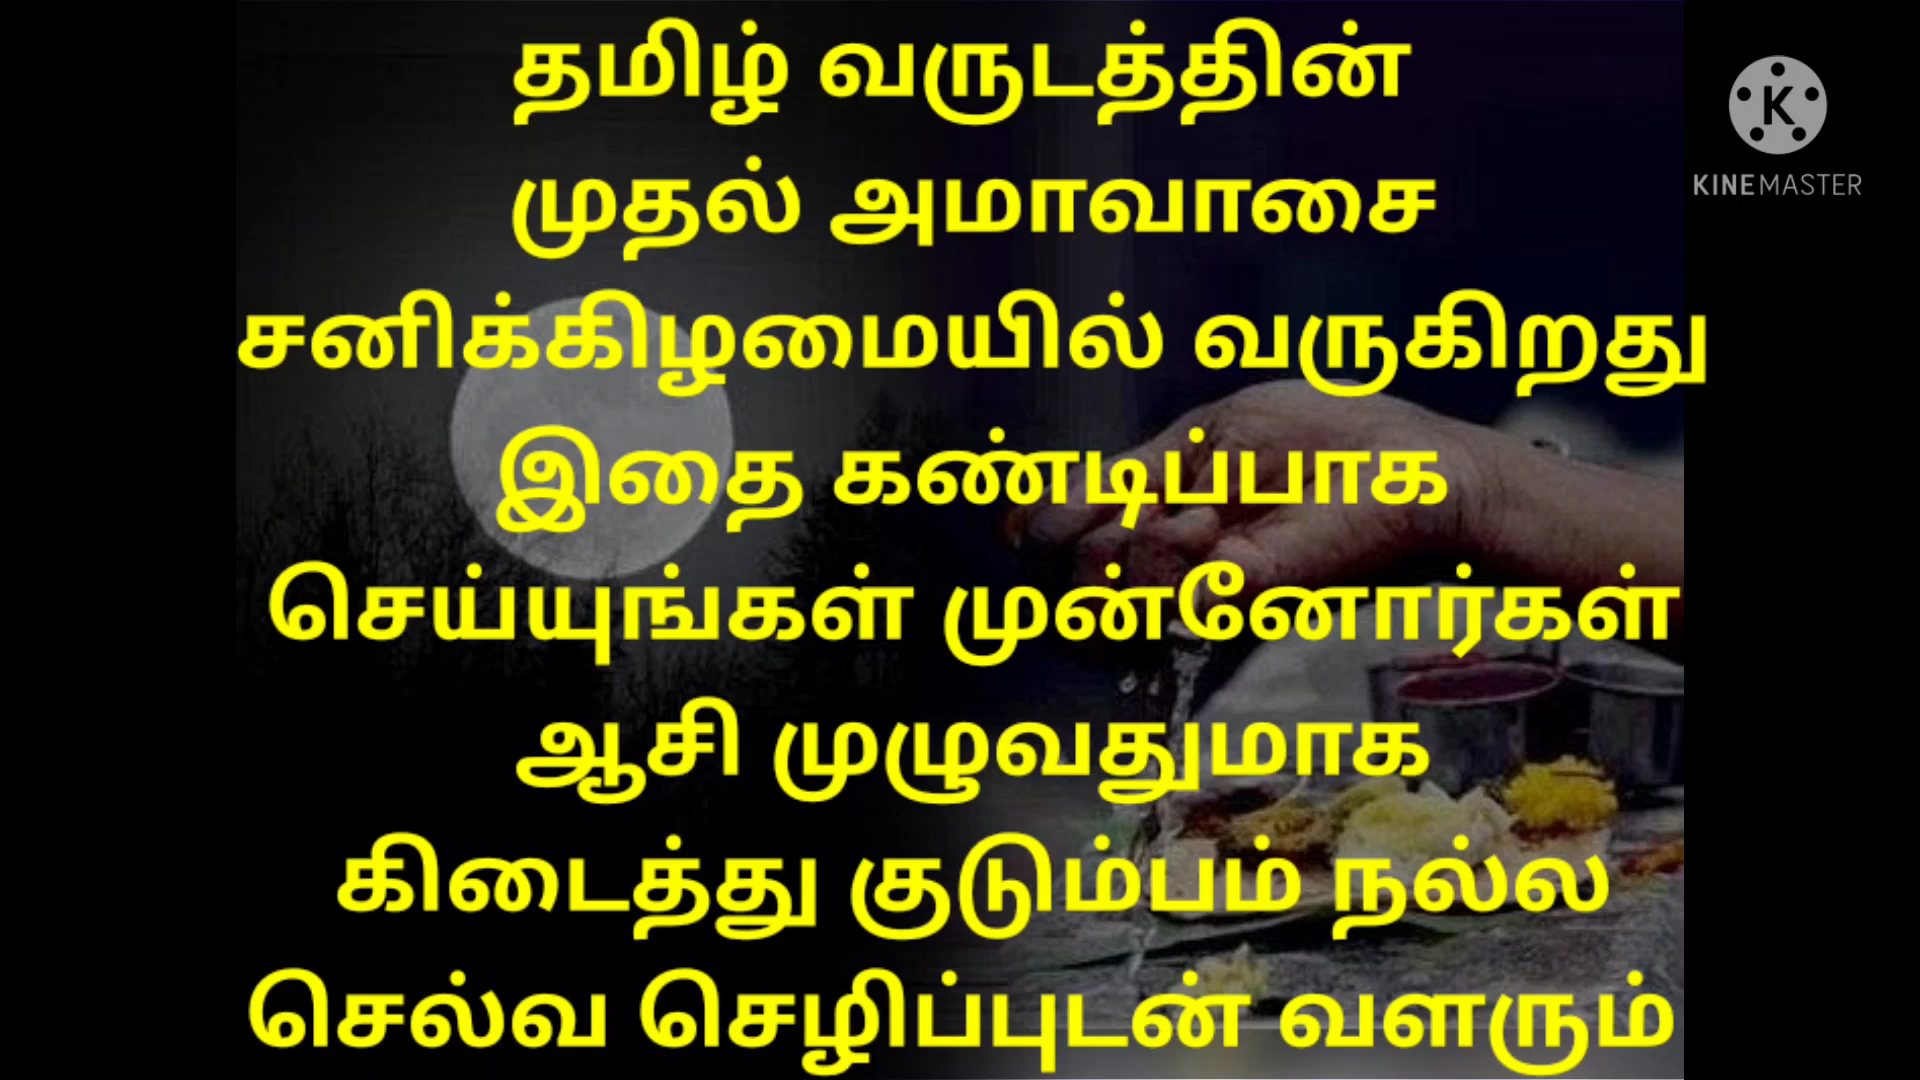 தமிழ் வருடத்தின்
முதல் அமாவாசை
சனிக்கிழமையில் வருகிறது
இதை கண்டிப்பாக
செய்யுங்கள் முன்னோர்கள்
ஆசி முழுவதுமாக
கிடைத்து குடும்பம் நல்ல
செல்வ செழிப்புடன் வளரும்
K
KINEMASTER